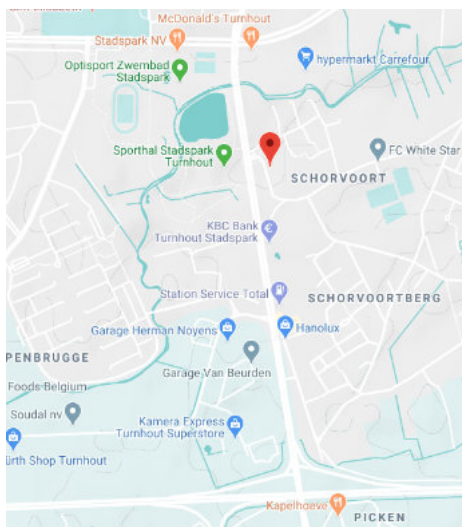 McDonald's Turnhout
Stadspark NV
Optisport Zwembad
Stadspark
hypermarkt Carrefour
Sporthal Stadspark
Turnhout
FC White Star
SCHORVOORT
KBC Bank
Turnhout Stadspark
€
Station Service Total
SCHORVOORTBERG
Garage Herman Noyens
Hanolux
PENBRUGGE
Garage Van Beurden
Foods Belgium
Soudal nv
Kamera Express
Turnhout Superstore
ürth Shop Turnhout
Kapelhoeve
PICKEN